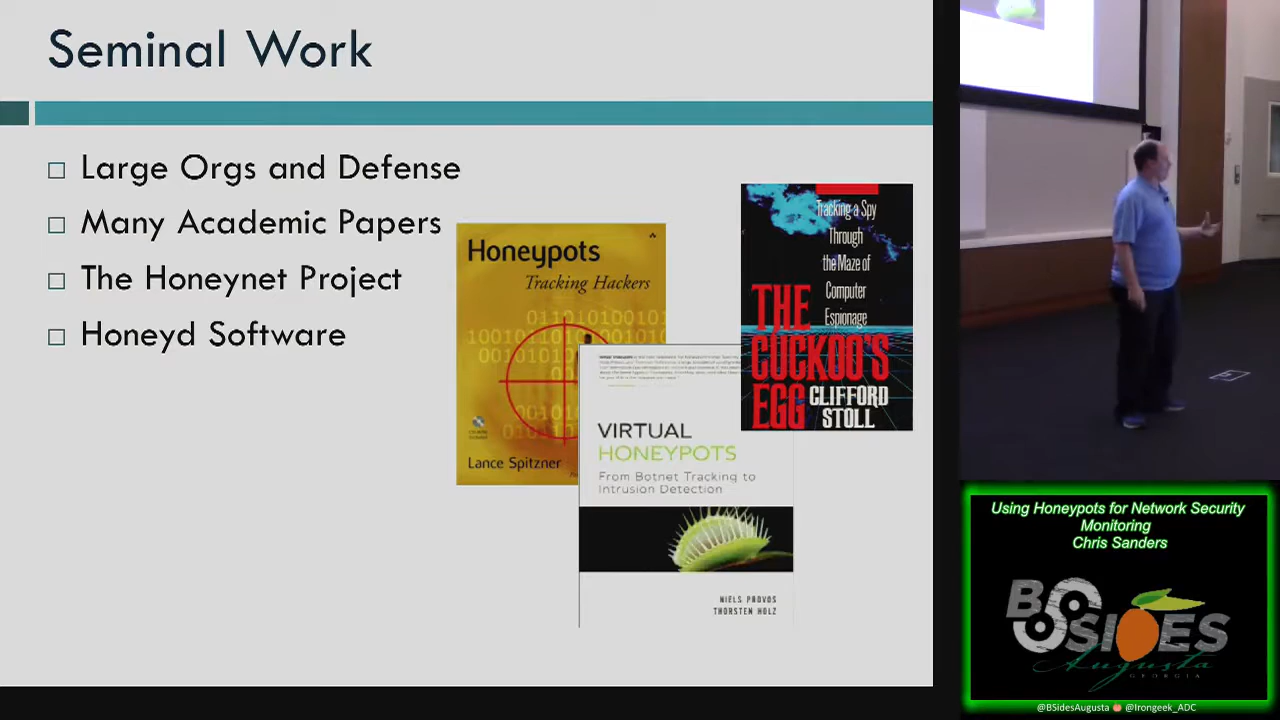 Seminal Work
Large Orgs and Defense
Many Academic Papers
The Honeynet Project
Honeyd Software
Honeypots
Tracking Hackers
Lance Spitzner
VIRTUAL
HONEYPOTS
From Botnet Tracking to
Intrusion Detection
NIELS PROVOS
THORSTEN HOLZ
Tracking a Spy
Through
the Maze of
Computer
Espionage
THE
CUCKOO'S
EGG
CLIFFORD
STOLL
Using Honeypots for Network Security
Monitoring
Chris Sanders
BSIDES
Augusta
GEORGIA
@BSidesAugusta @Irongeek_ADC